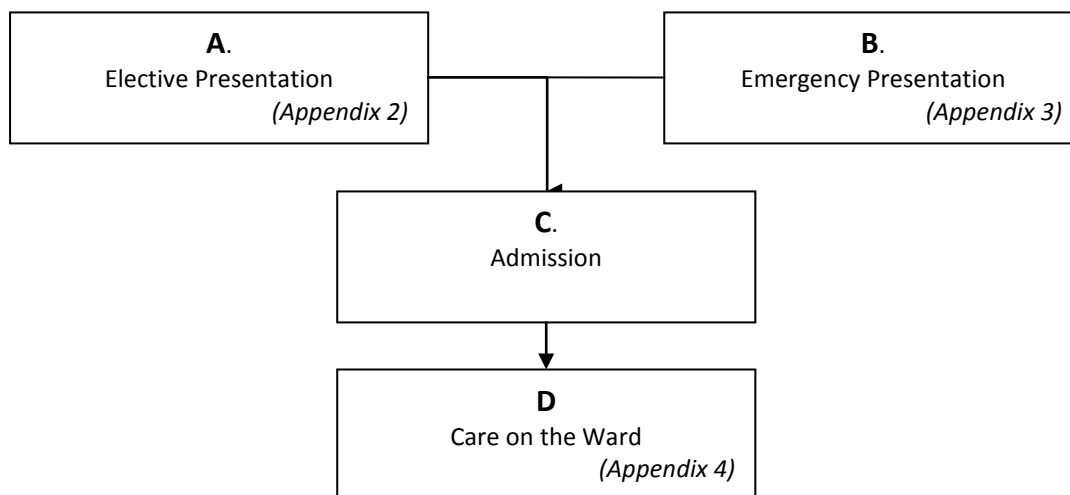 A.
Elective Presentation
(Appendix 2)
B.
Emergency Presentation
(Appendix 3)
C.
Admission
D
Care on the Ward
(Appendix 4)